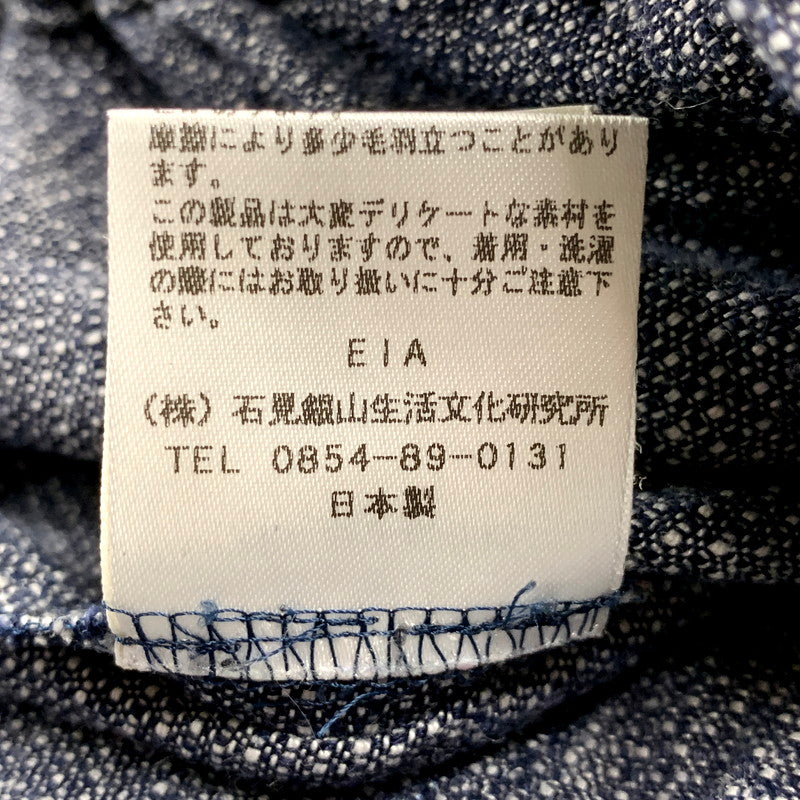 摩擦により多少毛羽立つことがあり
ます。
この製品は大変デリケートな素材を
使用しておりますので、着用・洗濯
の際にはお取り扱いに十分ご注意下
さい。
EIA
(株)石見銀山生活文化研究所
TEL 0854-89-0131
日本製